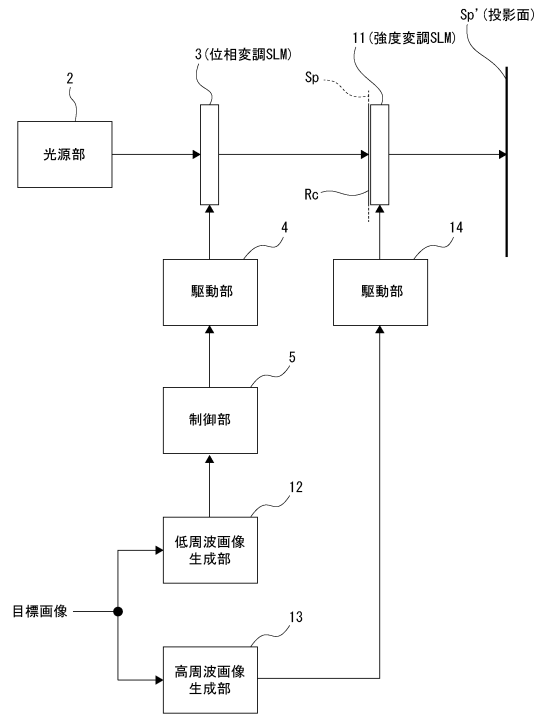 Sp'(投影面)
11(強度変調SLM)
3(位相変調SLM)
Sp
2
光源部
Rc
4
14
駆動部
駆動部
5
制御部
12
低周波画像
生成部
目標画像
13
高周波画像
生成部